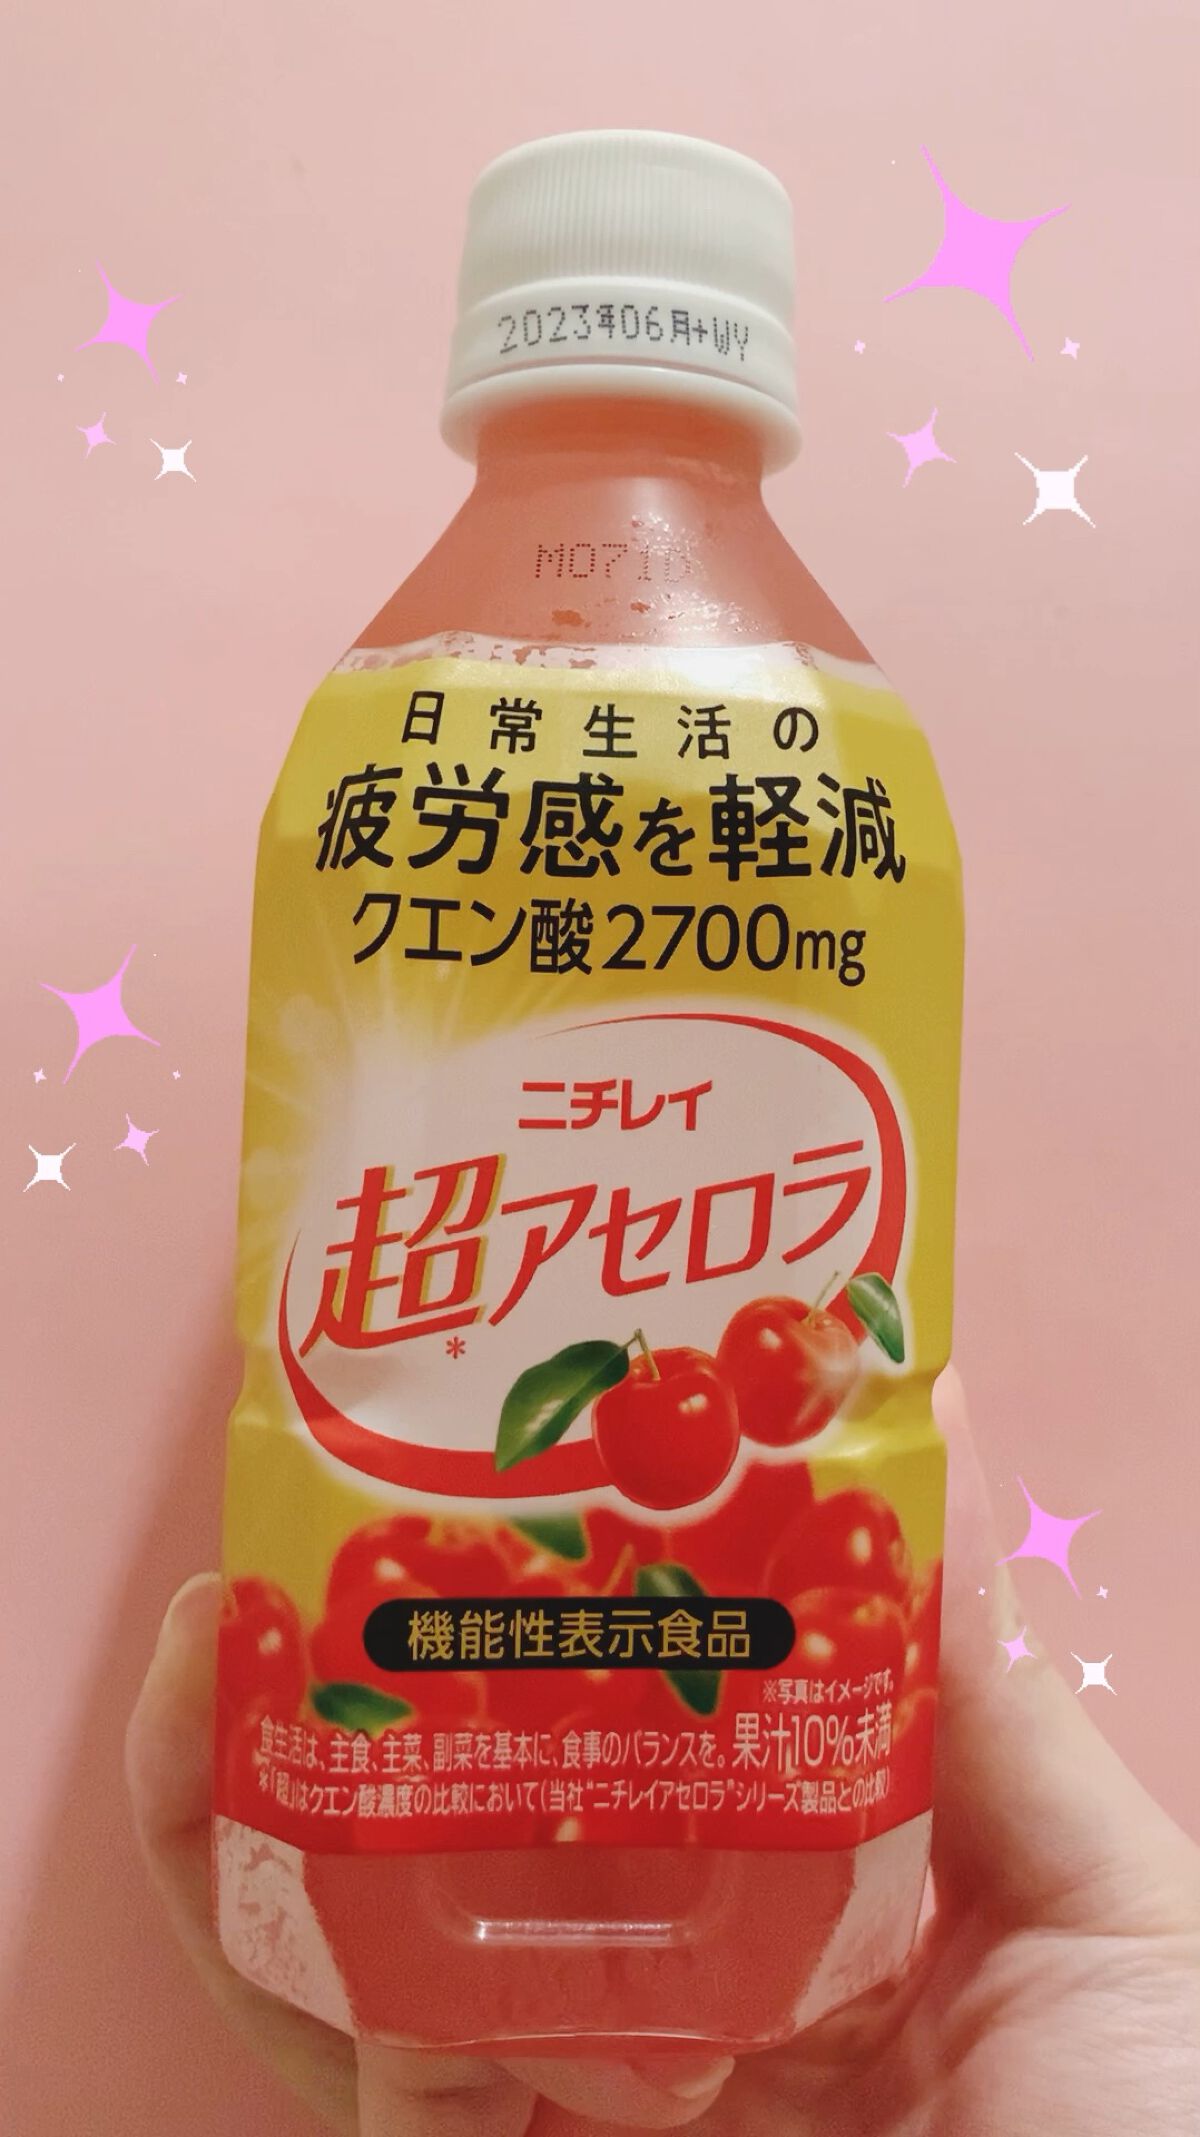 2023年06月+WY
M071D
日常生活の
疲労感を軽減
クエン酸2700mg
ニチレイ
超アセロラ
*
機能性表示食品
※写真はイメージです。
食生活は、主食、主菜、副菜を基本に、食事のバランスを。果汁10%未満
*「超」はクエン酸濃度の比較において(当社"ニチレイアセロラ"シリーズ製品との比較)